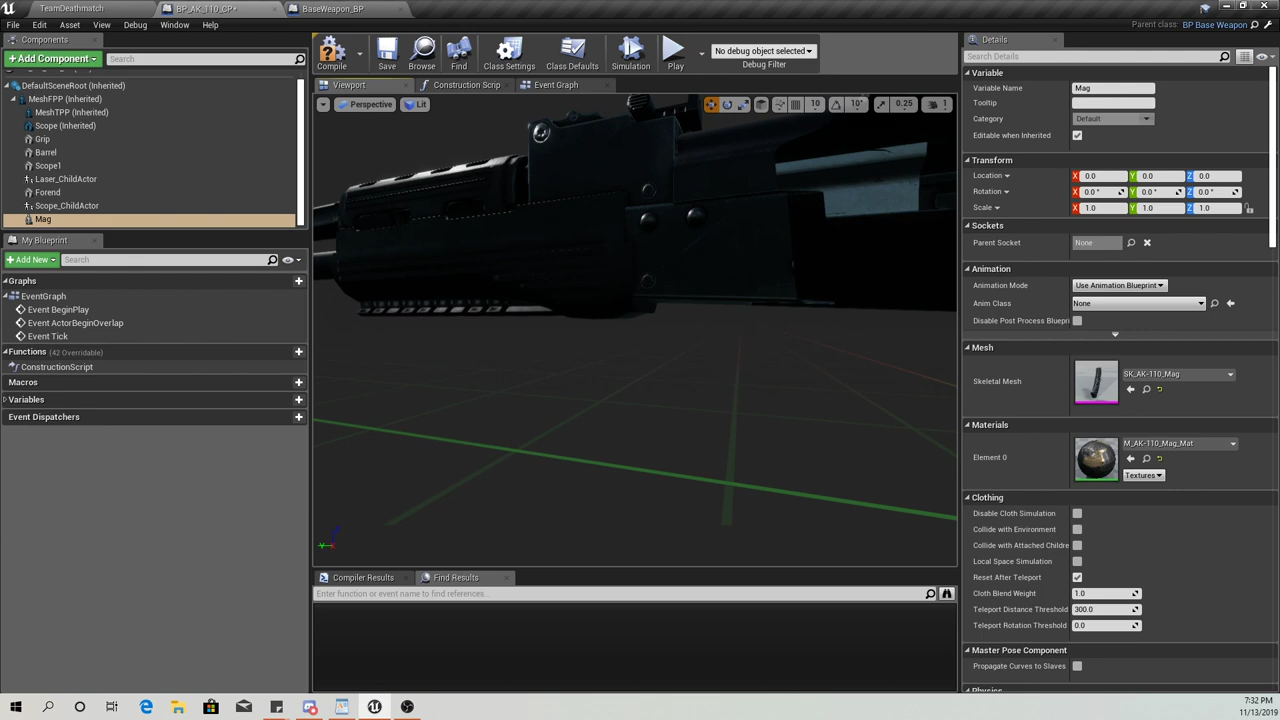 TeamDeathmatch
BP_AK_110_CP*
BaseWeapon_BP
File Edit Asset View Debug Window Help
Parent class: BP Base Weapon
Components
+Add Component
Search
DefaultSceneRoot (Inherited)
MeshFPP (Inherited)
MeshTPP (Inherited)
Scope (Inherited)
Grip
Barrel
Scope1
Laser_ChildActor
Forend
Scope_ChildActor
Mag
My Blueprint
+Add New
Search
Graphs
EventGraph
Event BeginPlay
Event ActorBeginOverlap
Event Tick
Functions (42 Overridable)
ConstructionScript
Macros
Variables
Event Dispatchers
Compile
Save
Browse
Find
Class Settings
Class Defaults
Simulation
Play
No debug object selected
Debug Filter
Viewport
Construction Scrip
Event Graph
Perspective
Lit
10
10°
0.25
1
Compiler Results
Find Results
Enter function or event name to find references...
Details
Search Details
Variable
Variable Name Mag
Tooltip
Category Default
Editable when Inherited
Transform
Location X 0.0 Y 0.0 Z 0.0
Rotation X 0.0 ° Y 0.0 ° Z 0.0 °
Scale X 1.0 Y 1.0 Z 1.0
Sockets
Parent Socket None
Animation
Animation Mode Use Animation Blueprint
Anim Class None
Disable Post Process Bluepri
Mesh
Skeletal Mesh SK_AK-110_Mag
Materials
Element 0 M_AK-110_Mag_Mat
Textures
Clothing
Disable Cloth Simulation
Collide with Environment
Collide with Attached Childre
Local Space Simulation
Reset After Teleport
Cloth Blend Weight 1.0
Teleport Distance Threshold 300.0
Teleport Rotation Threshold 0.0
Master Pose Component
Propagate Curves to Slaves
7:32 PM
11/13/2019